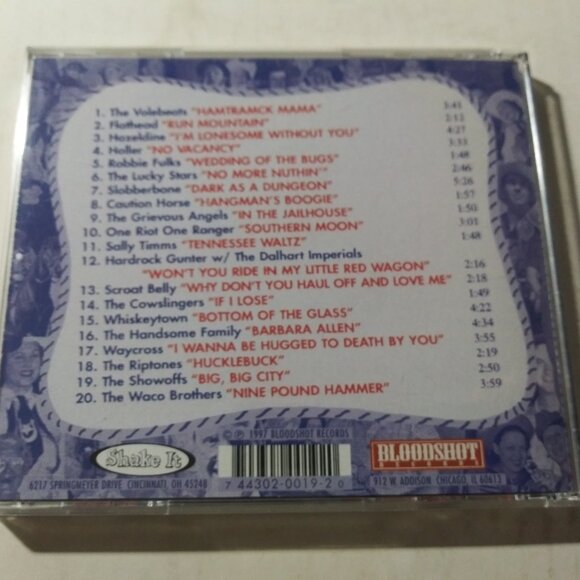 1. The Volebeats "HAMTRAMCK MAMA" 3:41
2. Flathead "RUN MOUNTAIN" 2:12
3. Hazeldine "I'M LONESOME WITHOUT YOU" 4:27
4. Holler "NO VACANCY" 3:33
5. Robbie Fulks "WEDDING OF THE BUGS" 1:48
6. The Lucky Stars "NO MORE NUTHIN'" 2:46
7. Slobberbone "DARK AS A DUNGEON" 5:26
8. Caution Horse "HANGMAN'S BOOGIE" 1:57
9. The Grievous Angels "IN THE JAILHOUSE" 1:50
10. One Riot One Ranger "SOUTHERN MOON" 3:01
11. Sally Timms "TENNESSEE WALTZ" 1:48
12. Hardrock Gunter w/ The Dalhart Imperials
"WON'T YOU RIDE IN MY LITTLE RED WAGON" 2:16
13. Scroat Belly "WHY DON'T YOU HAUL OFF AND LOVE ME" 2:18
14. The Cowslingers "IF I LOSE" 1:49
15. Whiskeytown "BOTTOM OF THE GLASS" 4:22
16. The Handsome Family "BARBARA ALLEN" 4:34
17. Waycross "I WANNA BE HUGGED TO DEATH BY YOU" 3:55
18. The Riptones "HUCKLEBUCK" 2:19
19. The Showoffs "BIG, BIG CITY" 2:50
20. The Waco Brothers "NINE POUND HAMMER" 3:59
© ℗ 1997 BLOODSHOT RECORDS
Shake It
6217 SPRINGMEYER DRIVE CINCINNATI, OH 45248
7 44302-0019-2 0
BLOODSHOT
RECORDS
912 W. ADDISON CHICAGO, IL 60613